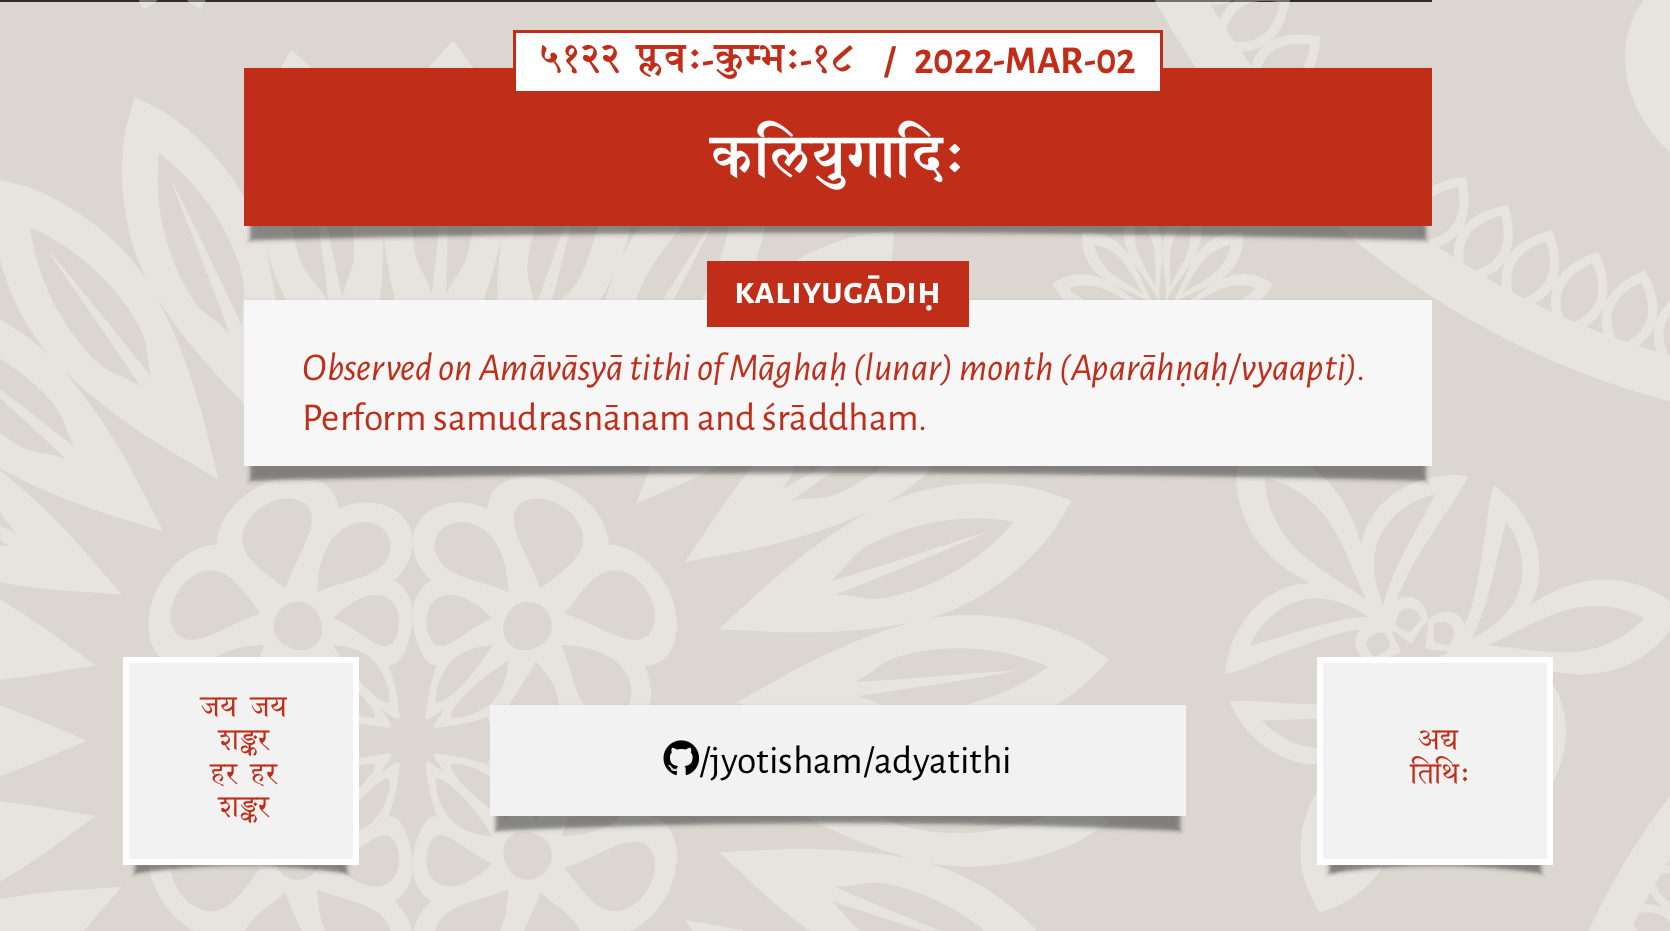 ५१२२ प्लवः-कुम्भः-१८ / 2022-MAR-02
कलियुगादिः
KALIYUGĀDIḤ
Observed on Amāvāsyā tithi of Māghaḥ (lunar) month (Aparāhṇaḥ/vyaapti).
Perform samudrasnānam and śrāddham.
जय जय
शङ्कर
हर हर
शङ्कर
/jyotisham/adyatithi
अद्य
तिथिः